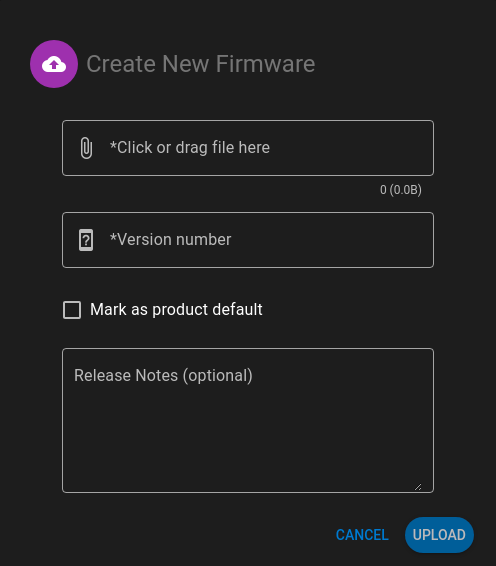 Create New Firmware
*Click or drag file here
0 (0.0B)
*Version number
Mark as product default
Release Notes (optional)
CANCEL UPLOAD